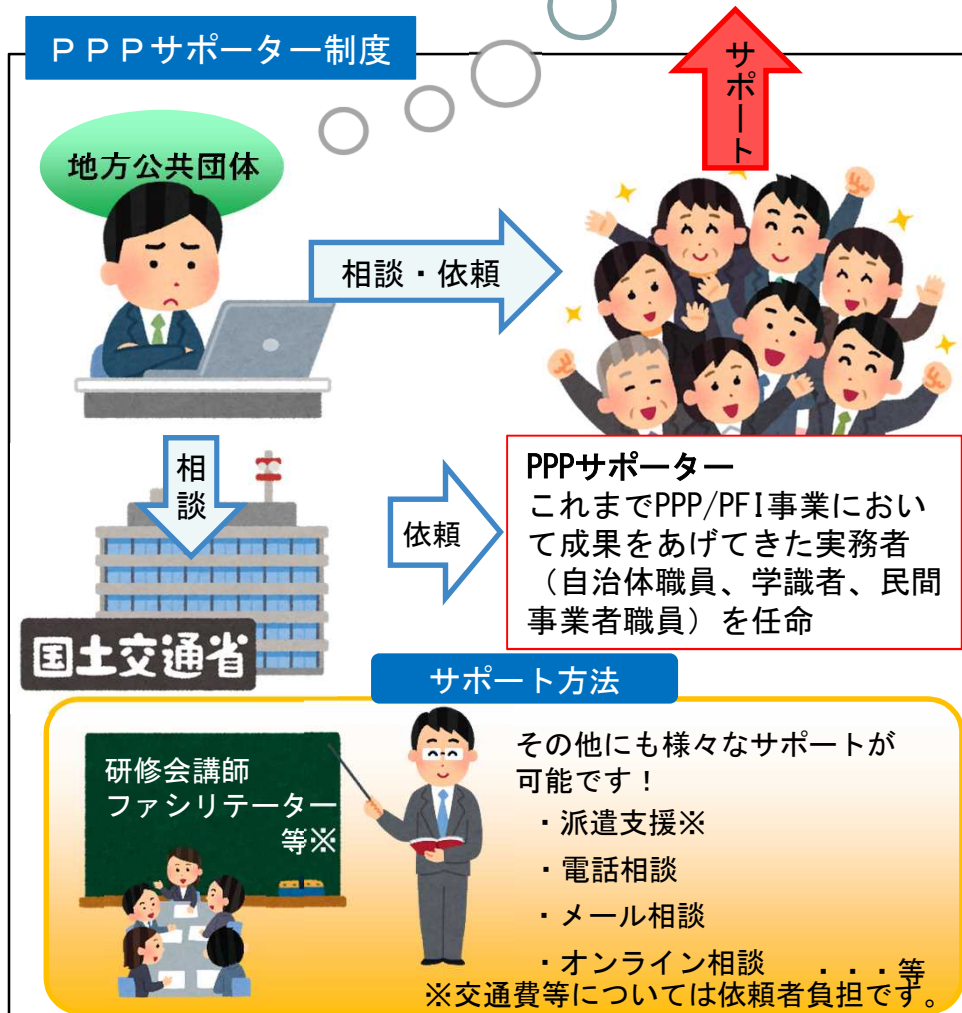 ＰＰＰサポーター制度
サポート
地方公共団体
相談・依頼
相談
依頼
国土交通省
PPPサポーター
これまでPPP/PFI事業におい
て成果をあげてきた実務者
（自治体職員、学識者、民間
事業者職員）を任命
サポート方法
研修会講師
ファシリテーター
等※
その他にも様々なサポートが
可能です！
・派遣支援※
・電話相談
・メール相談
・オンライン相談　・・・等
※交通費等については依頼者負担です。